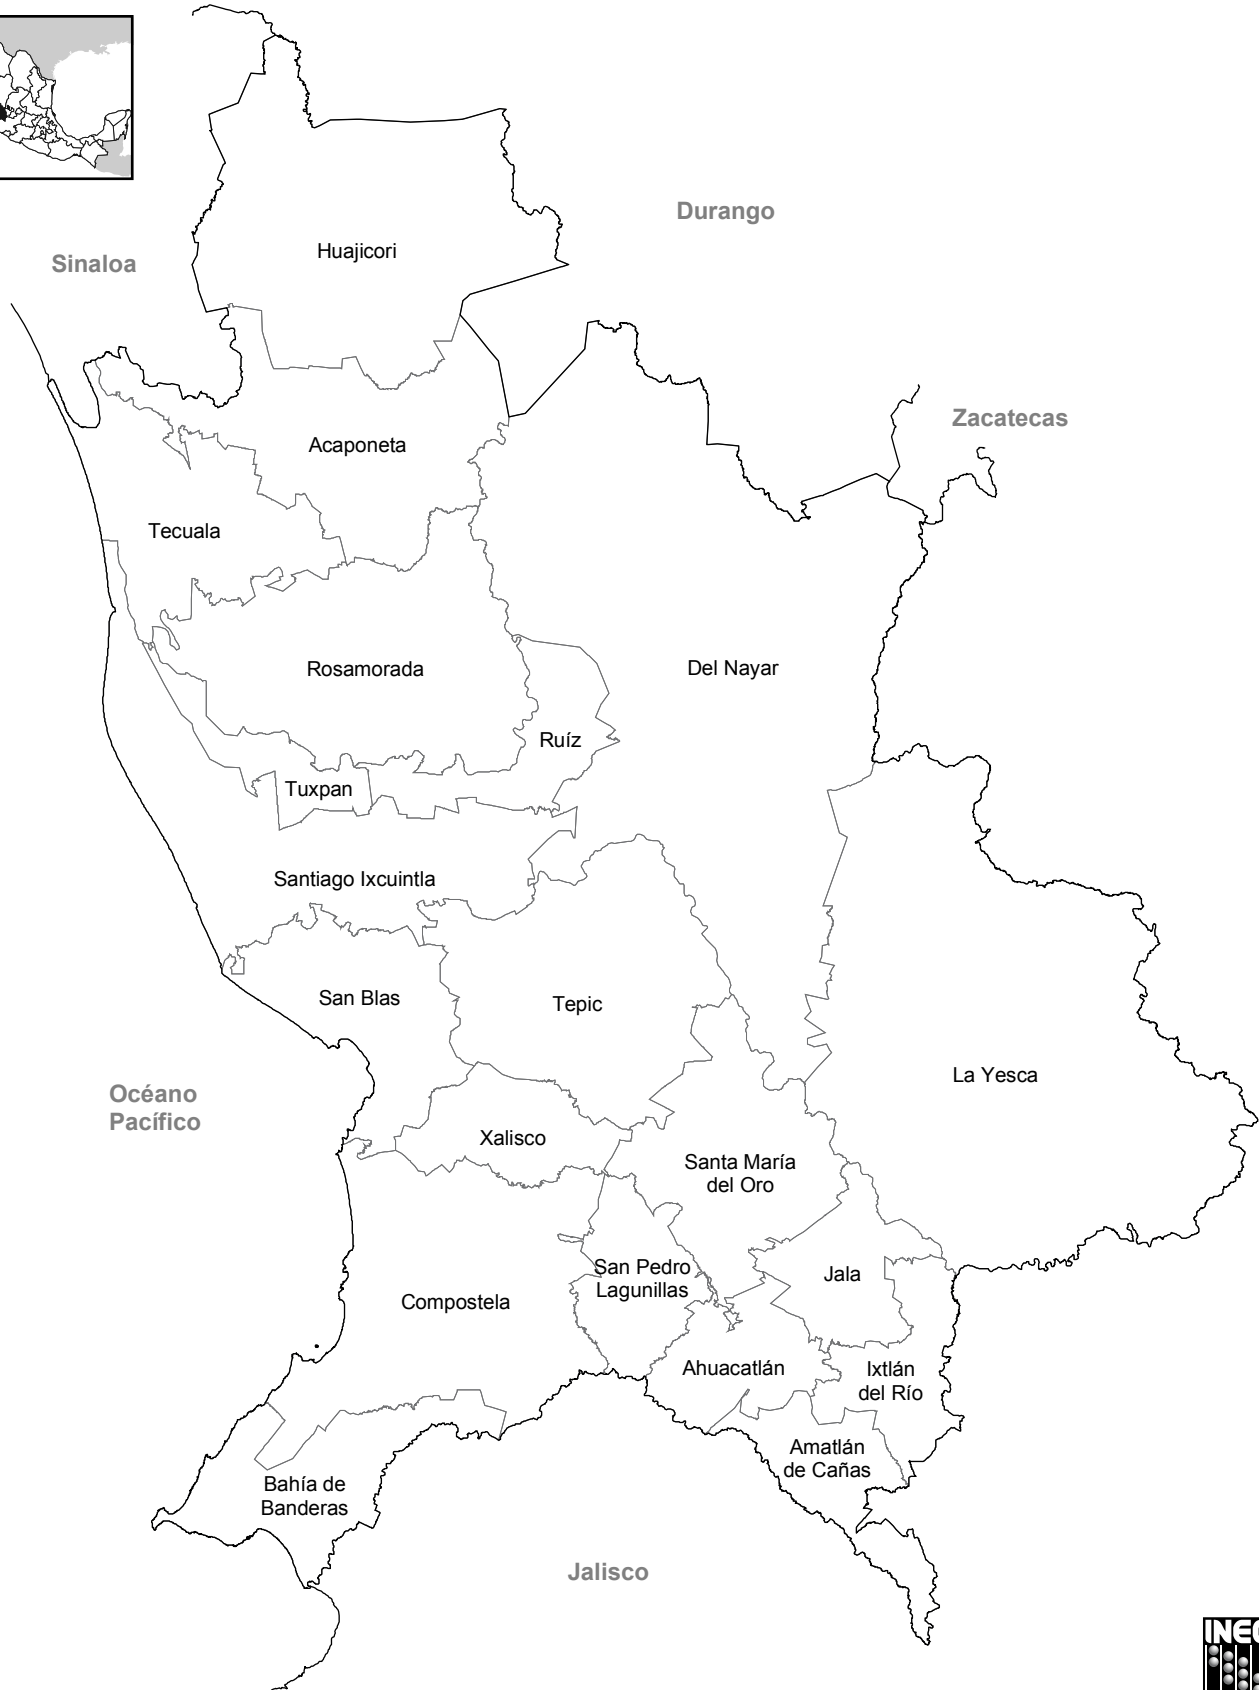 Durango
Sinaloa
Huajicori
Zacatecas
Acaponeta
Tecuala
Rosamorada
Del Nayar
Ruíz
Tuxpan
Santiago Ixcuintla
San Blas
Tepic
La Yesca
Océano
Pacífico
Xalisco
Santa María
del Oro
San Pedro
Lagunillas
Jala
Compostela
Ahuacatlán
Ixtlán
del Río
Amatlán
de Cañas
Bahía de
Banderas
Jalisco